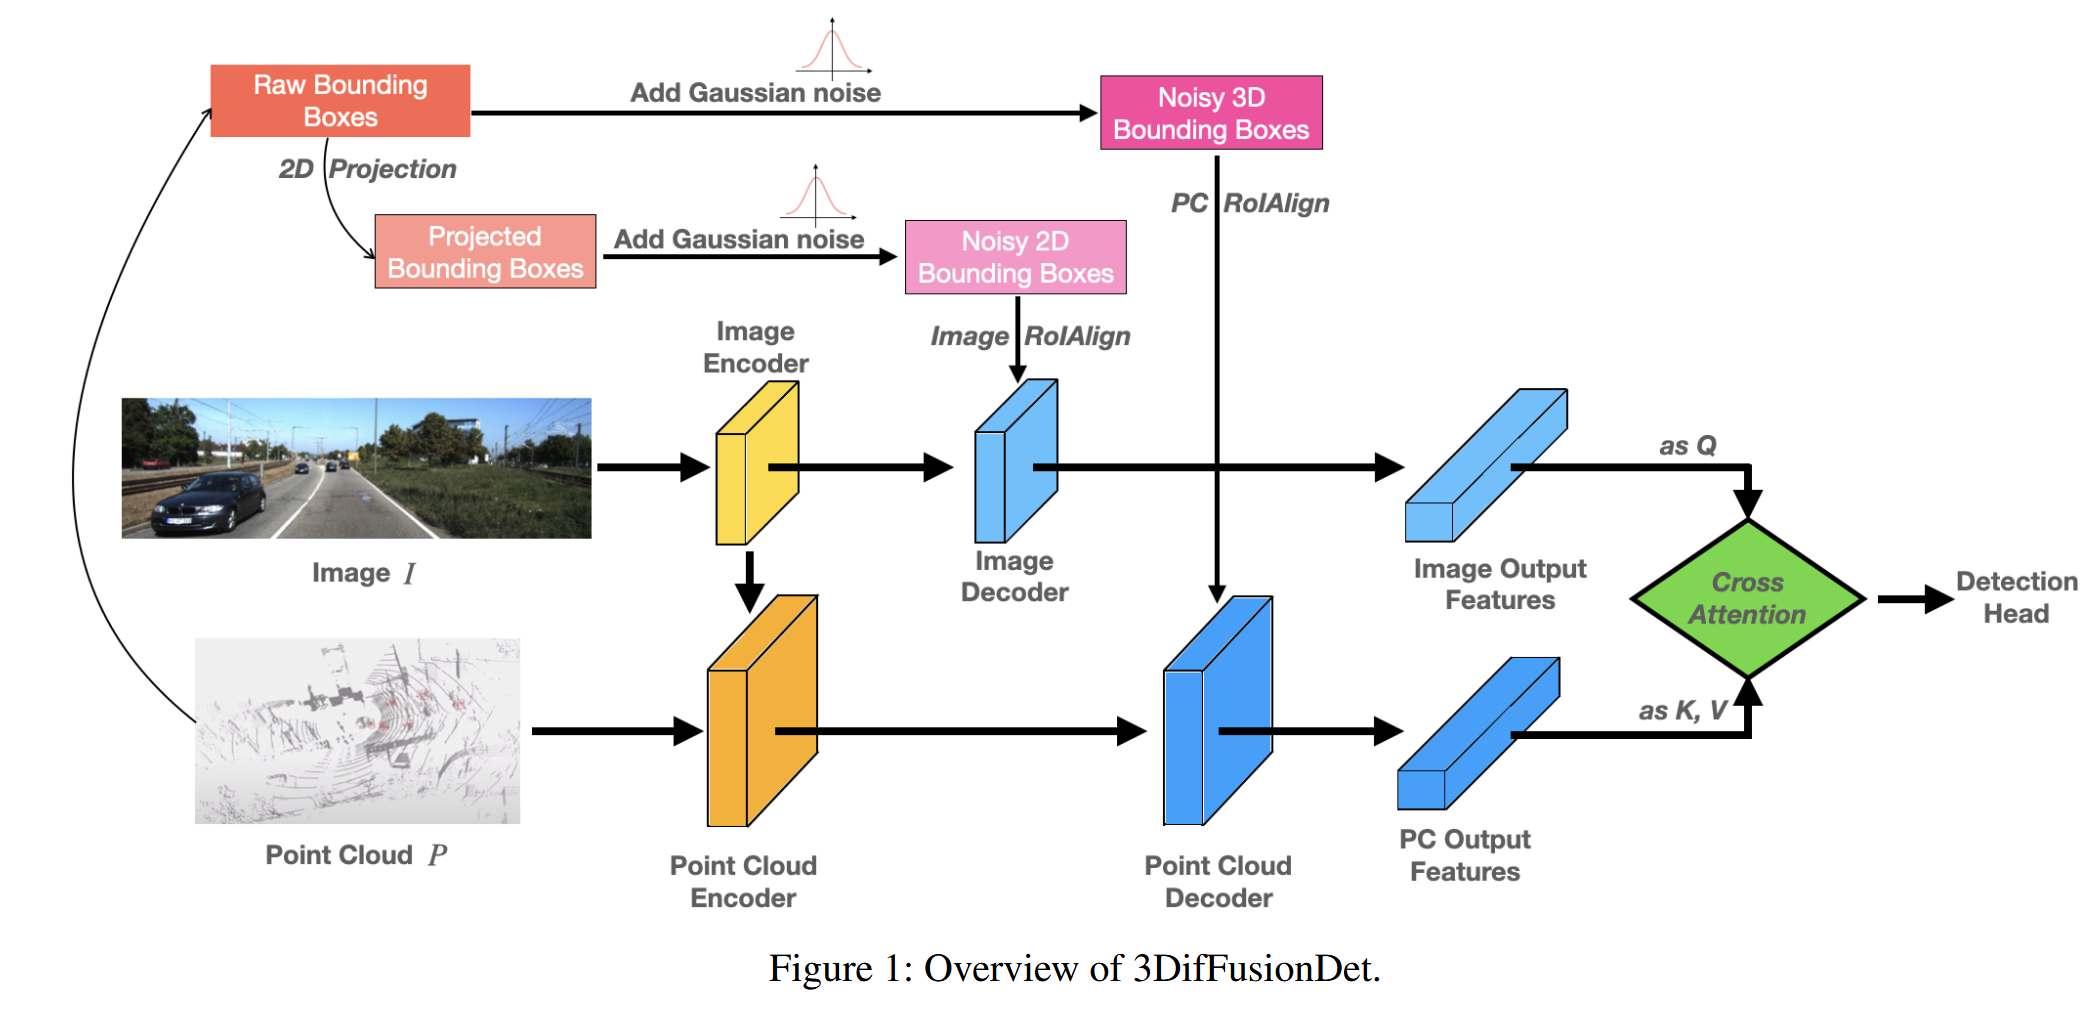 Raw Bounding
Boxes
Add Gaussian noise
Noisy 3D
Bounding Boxes
2D Projection
PC RoIAlign
Projected
Bounding Boxes
Add Gaussian noise
Noisy 2D
Bounding Boxes
Image
Encoder
Image RoIAlign
as Q
Image I
Image
Decoder
Image Output
Features
Cross
Attention
Detection
Head
as K, V
Point Cloud P
Point Cloud
Encoder
Point Cloud
Decoder
PC Output
Features
Figure 1: Overview of 3DifFusionDet.